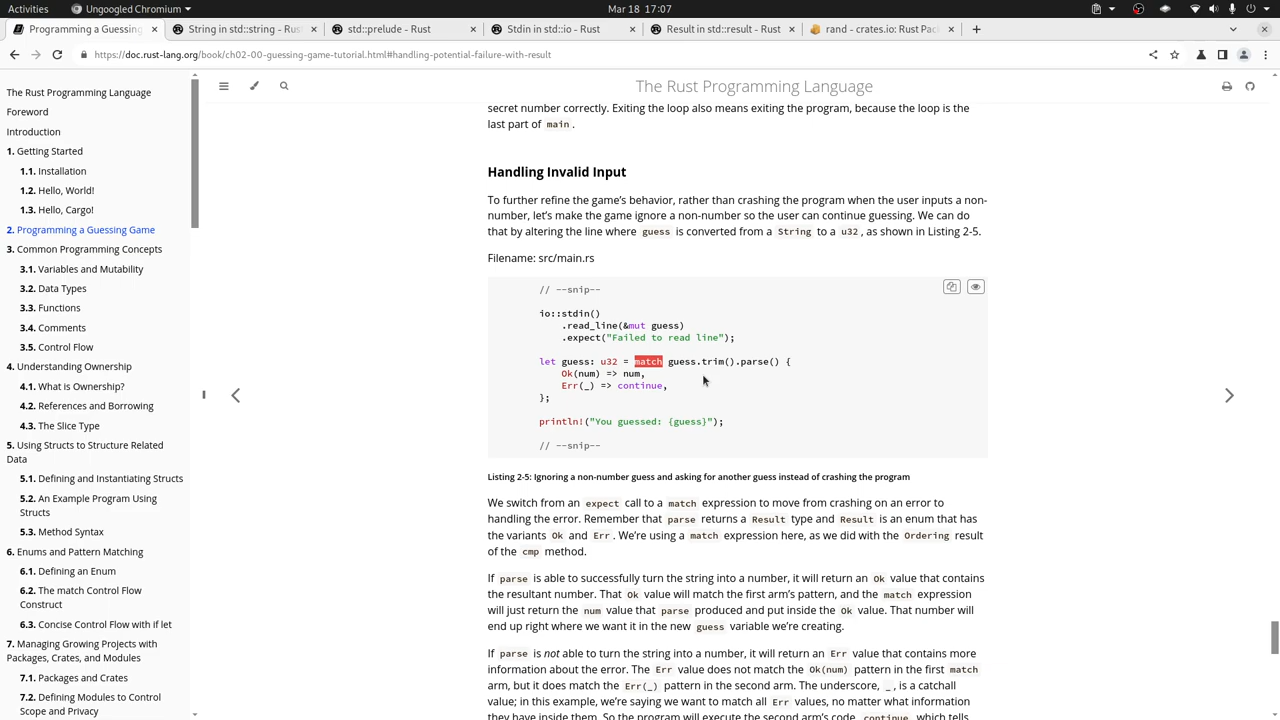 Activities
Ungoogled Chromium
Mar 18 17:07
Programming a Guessing
String in std::string - Rust
std::prelude - Rust
Stdin in std::io - Rust
Result in std::result - Rust
rand - crates.io: Rust Pac
https://doc.rust-lang.org/book/ch02-00-guessing-game-tutorial.html#handling-potential-failure-with-result
The Rust Programming Language
Foreword
Introduction
1. Getting Started
1.1. Installation
1.2. Hello, World!
1.3. Hello, Cargo!
2. Programming a Guessing Game
3. Common Programming Concepts
3.1. Variables and Mutability
3.2. Data Types
3.3. Functions
3.4. Comments
3.5. Control Flow
4. Understanding Ownership
4.1. What is Ownership?
4.2. References and Borrowing
4.3. The Slice Type
5. Using Structs to Structure Related
Data
5.1. Defining and Instantiating Structs
5.2. An Example Program Using
Structs
5.3. Method Syntax
6. Enums and Pattern Matching
6.1. Defining an Enum
6.2. The match Control Flow
Construct
6.3. Concise Control Flow with if let
7. Managing Growing Projects with
Packages, Crates, and Modules
7.1. Packages and Crates
7.2. Defining Modules to Control
Scope and Privacy
The Rust Programming Language
secret number correctly. Exiting the loop also means exiting the program, because the loop is the
last part of main.
Handling Invalid Input
To further refine the game's behavior, rather than crashing the program when the user inputs a non-
number, let's make the game ignore a non-number so the user can continue guessing. We can do
that by altering the line where guess is converted from a String to a u32, as shown in Listing 2-5.
Filename: src/main.rs
// --snip--
io::stdin()
.read_line(&mut guess)
.expect("Failed to read line");
let guess: u32 = match guess.trim().parse() {
Ok(num) => num,
Err(_) => continue,
};
println!("You guessed: {guess}");
// --snip--
Listing 2-5: Ignoring a non-number guess and asking for another guess instead of crashing the program
We switch from an expect call to a match expression to move from crashing on an error to
handling the error. Remember that parse returns a Result type and Result is an enum that has
the variants Ok and Err. We're using a match expression here, as we did with the Ordering result
of the cmp method.
If parse is able to successfully turn the string into a number, it will return an Ok value that contains
the resultant number. That Ok value will match the first arm's pattern, and the match expression
will just return the num value that parse produced and put inside the Ok value. That number will
end up right where we want it in the new guess variable we're creating.
If parse is not able to turn the string into a number, it will return an Err value that contains more
information about the error. The Err value does not match the Ok(num) pattern in the first match
arm, but it does match the Err(_) pattern in the second arm. The underscore, _, is a catchall
value; in this example, we're saying we want to match all Err values, no matter what information
they have inside them. So the program will execute the second arm's code, continue, which tells